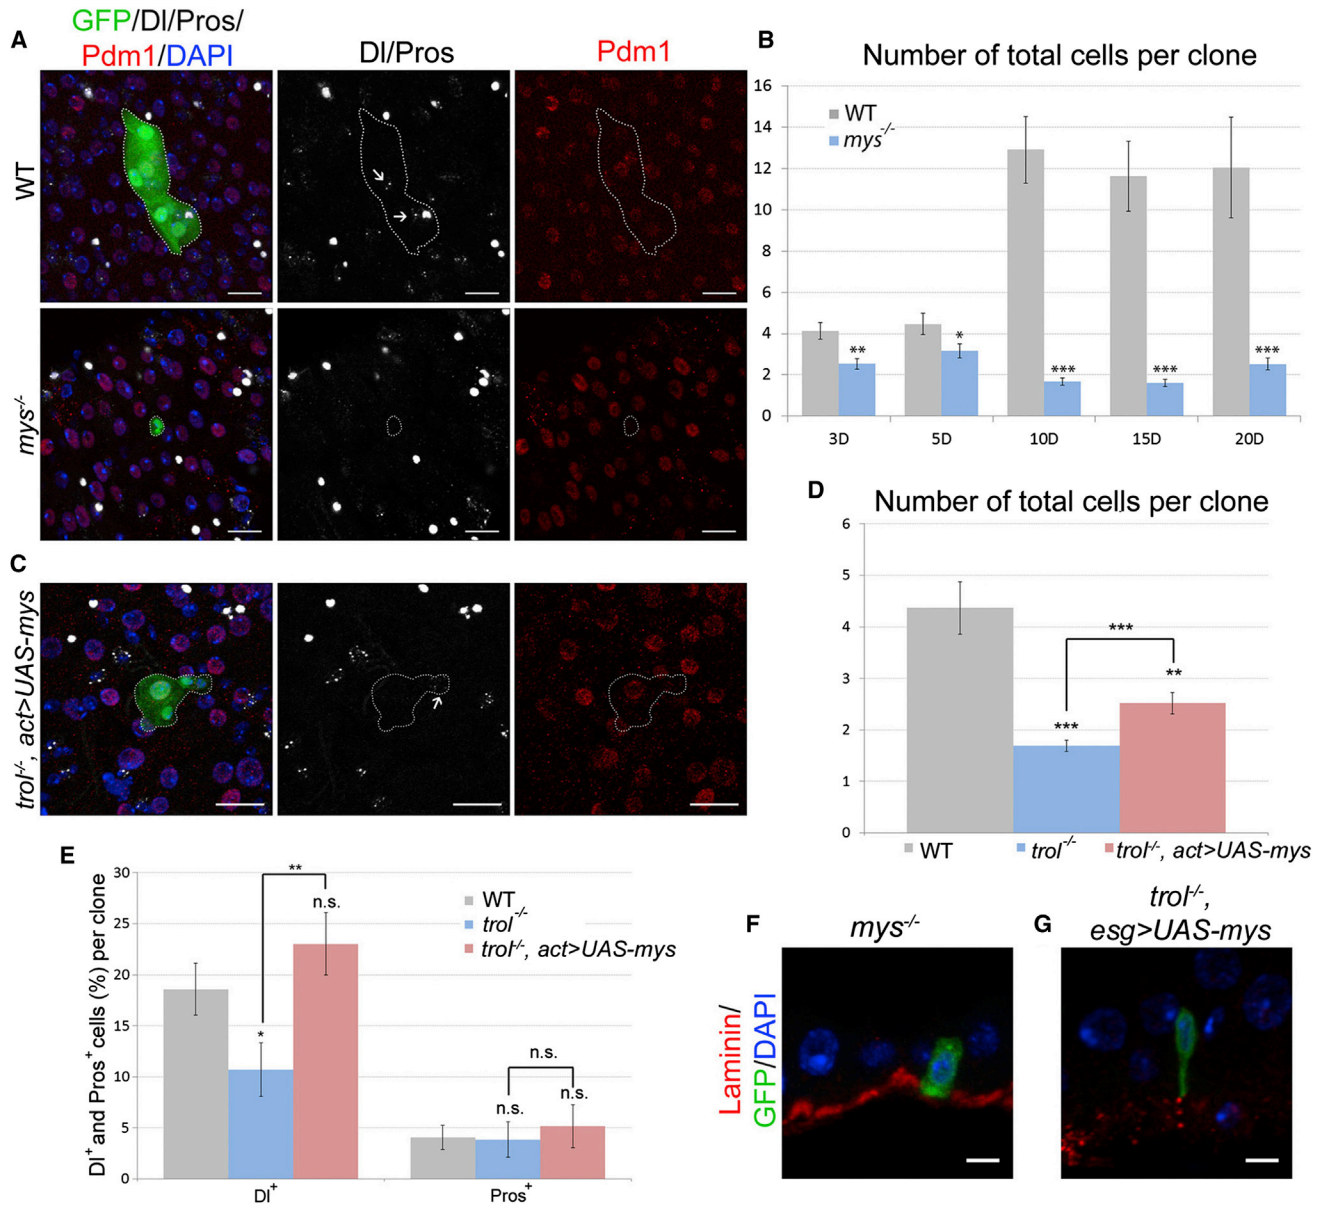 A
GFP/Dl/Pros/
Pdm1/DAPI
Dl/Pros
Pdm1
WT
mys-/-
B
Number of total cells per clone
16
14
12
10
8
6
4
2
0
WT
mys-/-
**
*
***
***
***
3D
5D
10D
15D
20D
C
trol-/-, act>UAS-mys
D
Number of total cells per clone
6
5
4
3
2
1
0
***
***
**
WT
trol-/-
trol-/-, act>UAS-mys
E
Dl+ and Pros+ cells (%) per clone
30
25
20
15
10
5
0
**
n.s.
*
n.s.
n.s.
n.s.
WT
trol-/-
trol-/-, act>UAS-mys
Dl+
Pros+
F
mys-/-
Laminin/
GFP/DAPI
G
trol-/-,
esg>UAS-mys